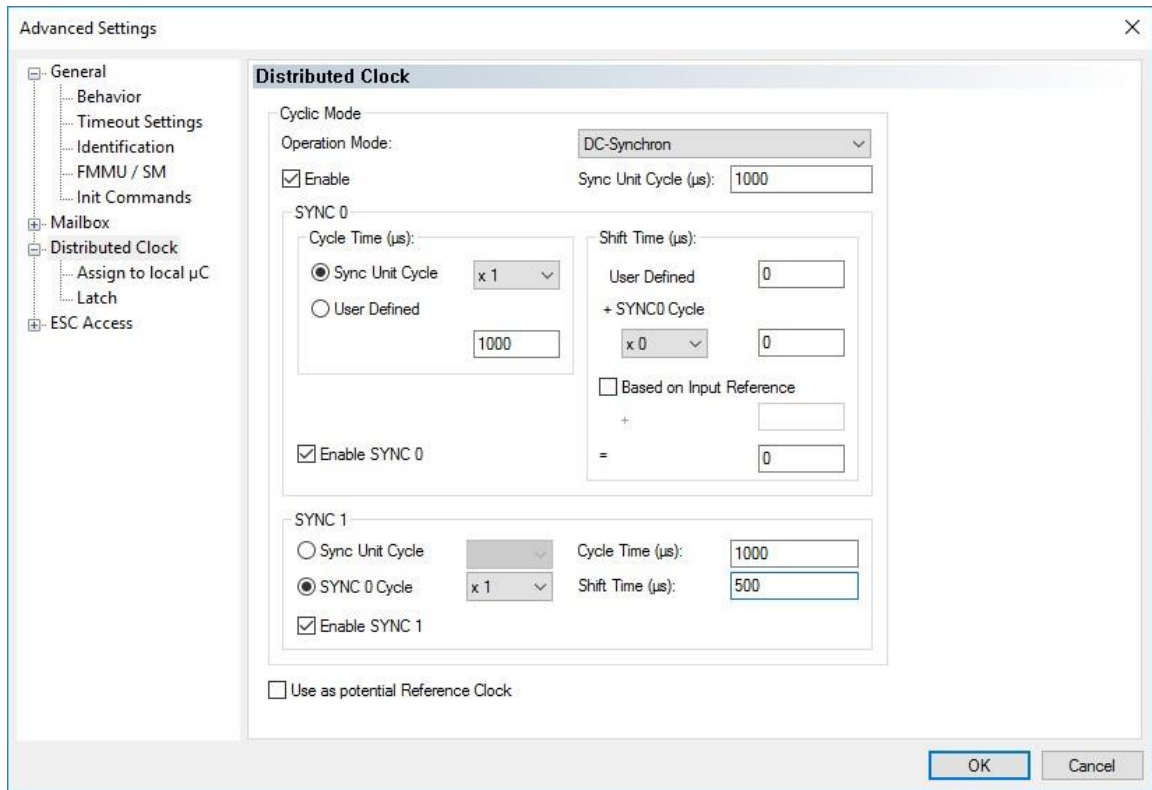 Advanced Settings
General
Behavior
Timeout Settings
Identification
FMMU / SM
Init Commands
Mailbox
Distributed Clock
Assign to local µC
Latch
ESC Access
Distributed Clock
Cyclic Mode
Operation Mode: DC-Synchron
Enable Sync Unit Cycle (µs): 1000
SYNC 0
Cycle Time (µs):
Sync Unit Cycle x 1
User Defined
1000
Enable SYNC 0
Shift Time (µs):
User Defined 0
+ SYNC0 Cycle
x 0 0
Based on Input Reference
+
= 0
SYNC 1
Sync Unit Cycle Cycle Time (µs): 1000
SYNC 0 Cycle x 1 Shift Time (µs): 500
Enable SYNC 1
Use as potential Reference Clock
OK Cancel